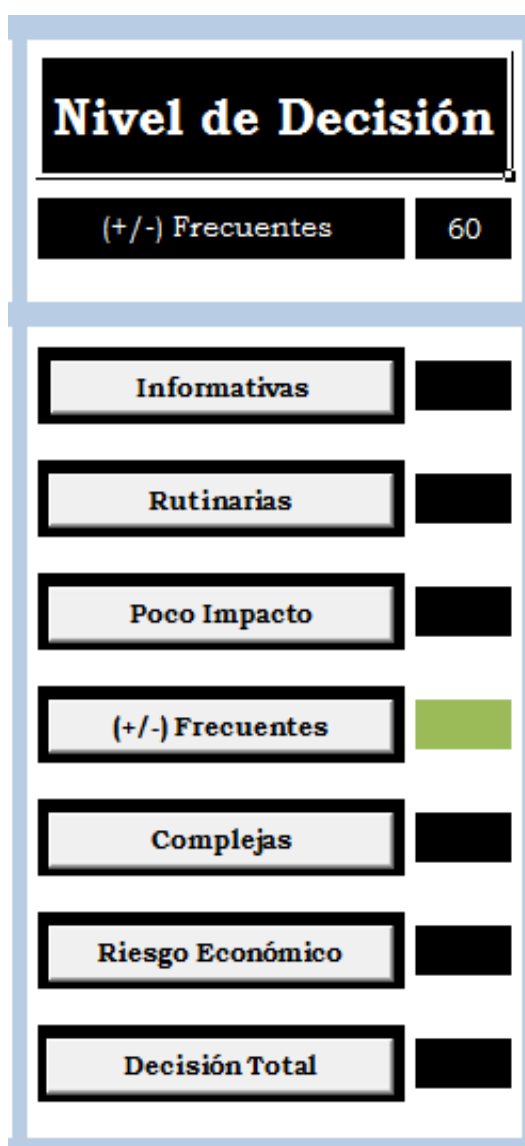 Nivel de Decisión
(+/-) Frecuentes 60
Informativas
Rutinarias
Poco Impacto
(+/-) Frecuentes
Complejas
Riesgo Económico
Decisión Total